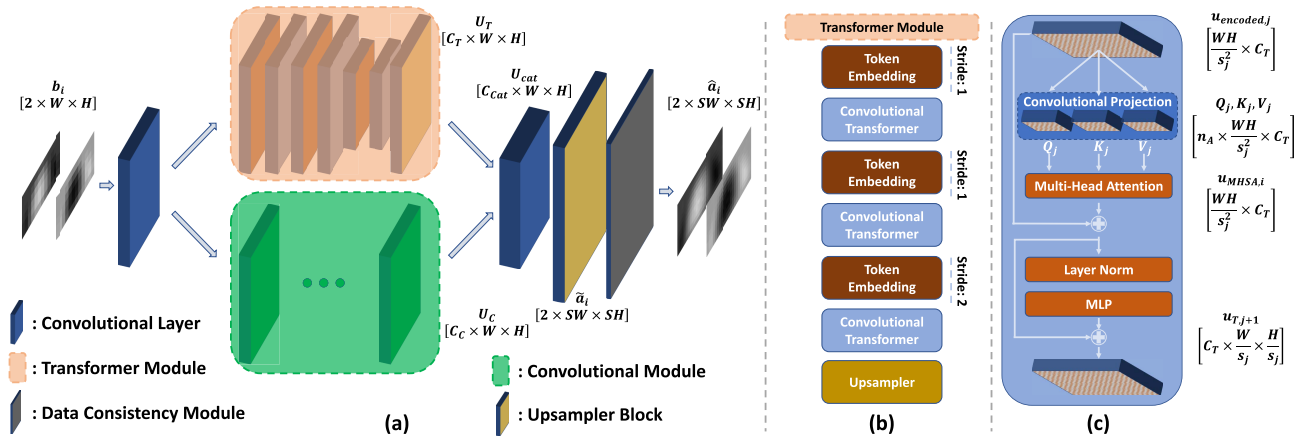 b_i
[2 × W × H]
U_T
[C_T × W × H]
U_cat
[C_Cat × W × H]
â_i
[2 × SW × SH]
ã_i
[2 × SW × SH]
U_C
[C_C × W × H]
: Convolutional Layer
: Transformer Module
: Data Consistency Module
: Convolutional Module
: Upsampler Block
(a)
Transformer Module
Token
Embedding
Stride: 1
Convolutional
Transformer
Token
Embedding
Stride: 1
Convolutional
Transformer
Token
Embedding
Stride: 2
Convolutional
Transformer
Upsampler
(b)
u_encoded,j
[WH/s_j^2 × C_T]
Convolutional Projection
Q_j, K_j, V_j
[n_A × WH/s_j^2 × C_T]
Q_j K_j V_j
Multi-Head Attention
u_MHSA,i
[WH/s_j^2 × C_T]
Layer Norm
MLP
u_T,j+1
[C_T × W/s_j × H/s_j]
(c)